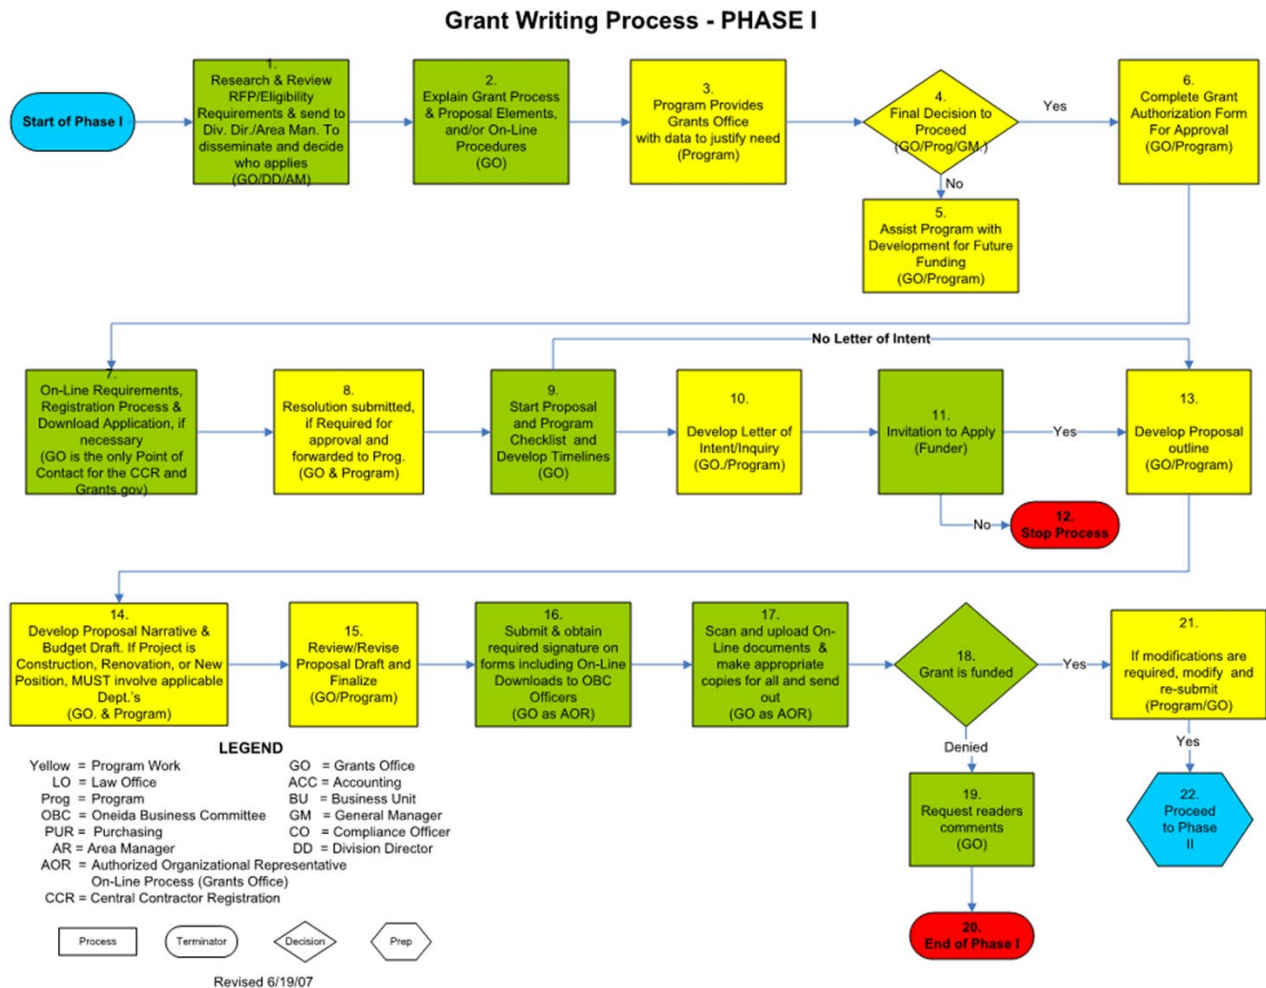 Grant Writing Process - PHASE I
Start of Phase I
1.
Research & Review
RFP/Eligibility
Requirements & send to
Div. Dir./Area Man. To
disseminate and decide
who applies
(GO/DD/AM)
2.
Explain Grant Process
& Proposal Elements,
and/or On-Line
Procedures
(GO)
3.
Program Provides
Grants Office
with data to justify need
(Program)
4.
Final Decision to
Proceed
(GO/Prog/GM.)
Yes
No
5.
Assist Program with
Development for Future
Funding
(GO/Program)
6.
Complete Grant
Authorization Form
For Approval
(GO/Program)
No Letter of Intent
7.
On-Line Requirements,
Registration Process &
Download Application, if
necessary
(GO is the only Point of
Contact for the CCR and
Grants.gov)
8.
Resolution submitted,
if Required for
approval and
forwarded to Prog.
(GO & Program)
9.
Start Proposal
and Program
Checklist and
Develop Timelines
(GO)
10.
Develop Letter of
Intent/Inquiry
(GO./Program)
11.
Invitation to Apply
(Funder)
Yes
No
12.
Stop Process
13.
Develop Proposal
outline
(GO/Program)
14.
Develop Proposal Narrative &
Budget Draft. If Project is
Construction, Renovation, or New
Position, MUST involve applicable
Dept.'s
(GO. & Program)
15.
Review/Revise
Proposal Draft and
Finalize
(GO/Program)
16.
Submit & obtain
required signature on
forms including On-Line
Downloads to OBC
Officers
(GO as AOR)
17.
Scan and upload On-
Line documents &
make appropriate
copies for all and send
out
(GO as AOR)
18.
Grant is funded
Yes
Denied
19.
Request readers
comments
(GO)
20.
End of Phase I
21.
If modifications are
required, modify and
re-submit
(Program/GO)
Yes
22.
Proceed
to Phase
II
LEGEND
Yellow = Program Work
LO = Law Office
Prog = Program
OBC = Oneida Business Committee
PUR = Purchasing
AR = Area Manager
AOR = Authorized Organizational Representative
On-Line Process (Grants Office)
CCR = Central Contractor Registration
GO = Grants Office
ACC = Accounting
BU = Business Unit
GM = General Manager
CO = Compliance Officer
DD = Division Director
Process
Terminator
Decision
Prep
Revised 6/19/07